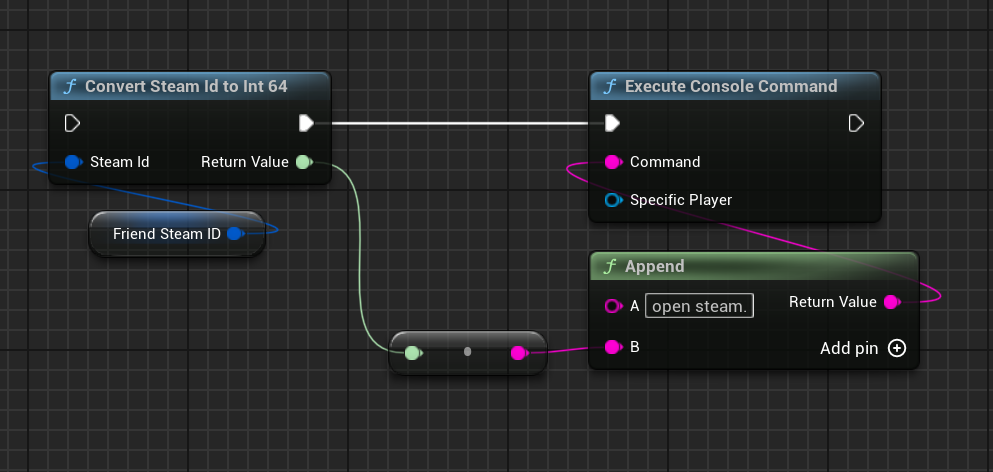 Convert Steam Id to Int 64
Steam Id
Return Value
Friend Steam ID
Execute Console Command
Command
Specific Player
Append
A
open steam.
Return Value
B
Add pin